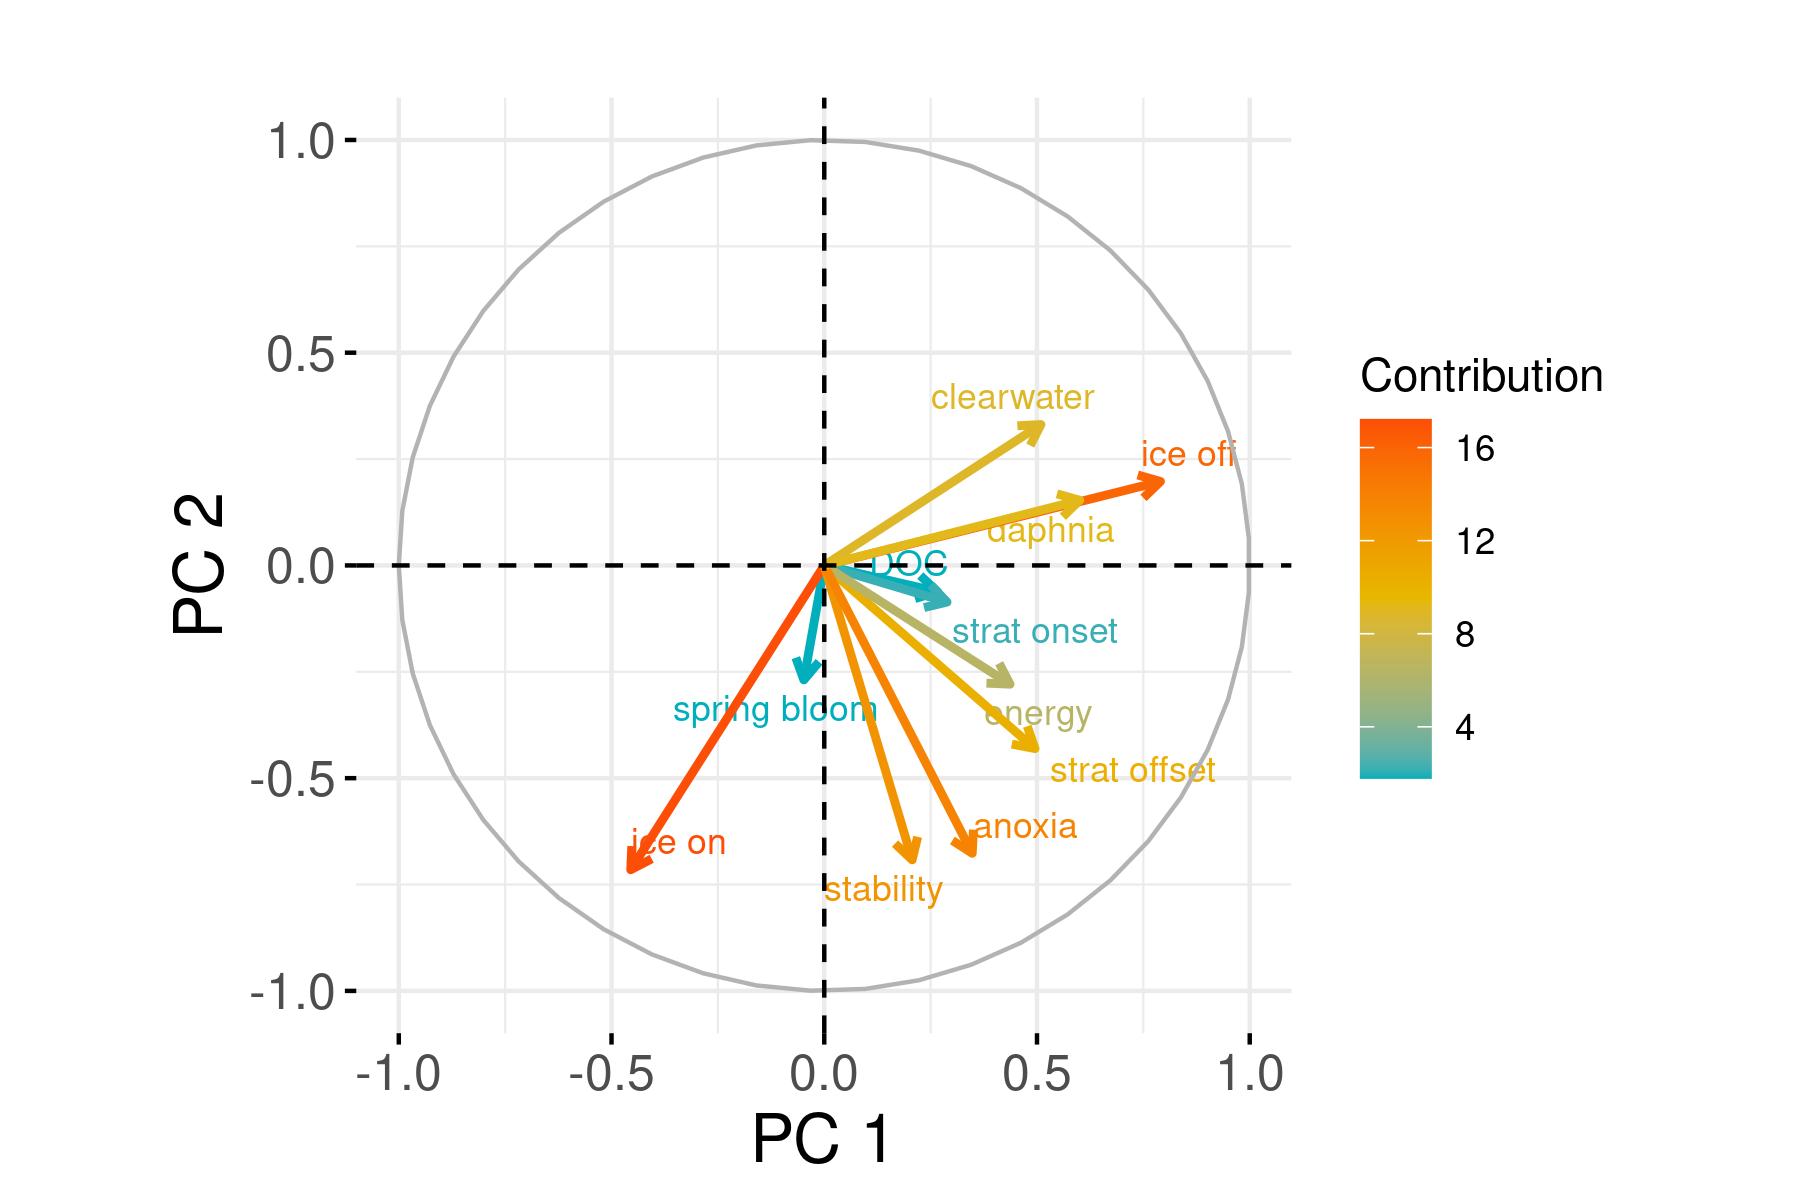 1.0
0.5
0.0
-0.5
-1.0
PC 2
clearwater
ice off
daphnia
DOC
strat onset
spring bloom
energy
strat offset
ice on
anoxia
stability
-1.0
-0.5
0.0
0.5
1.0
PC 1
Contribution
16
12
8
4